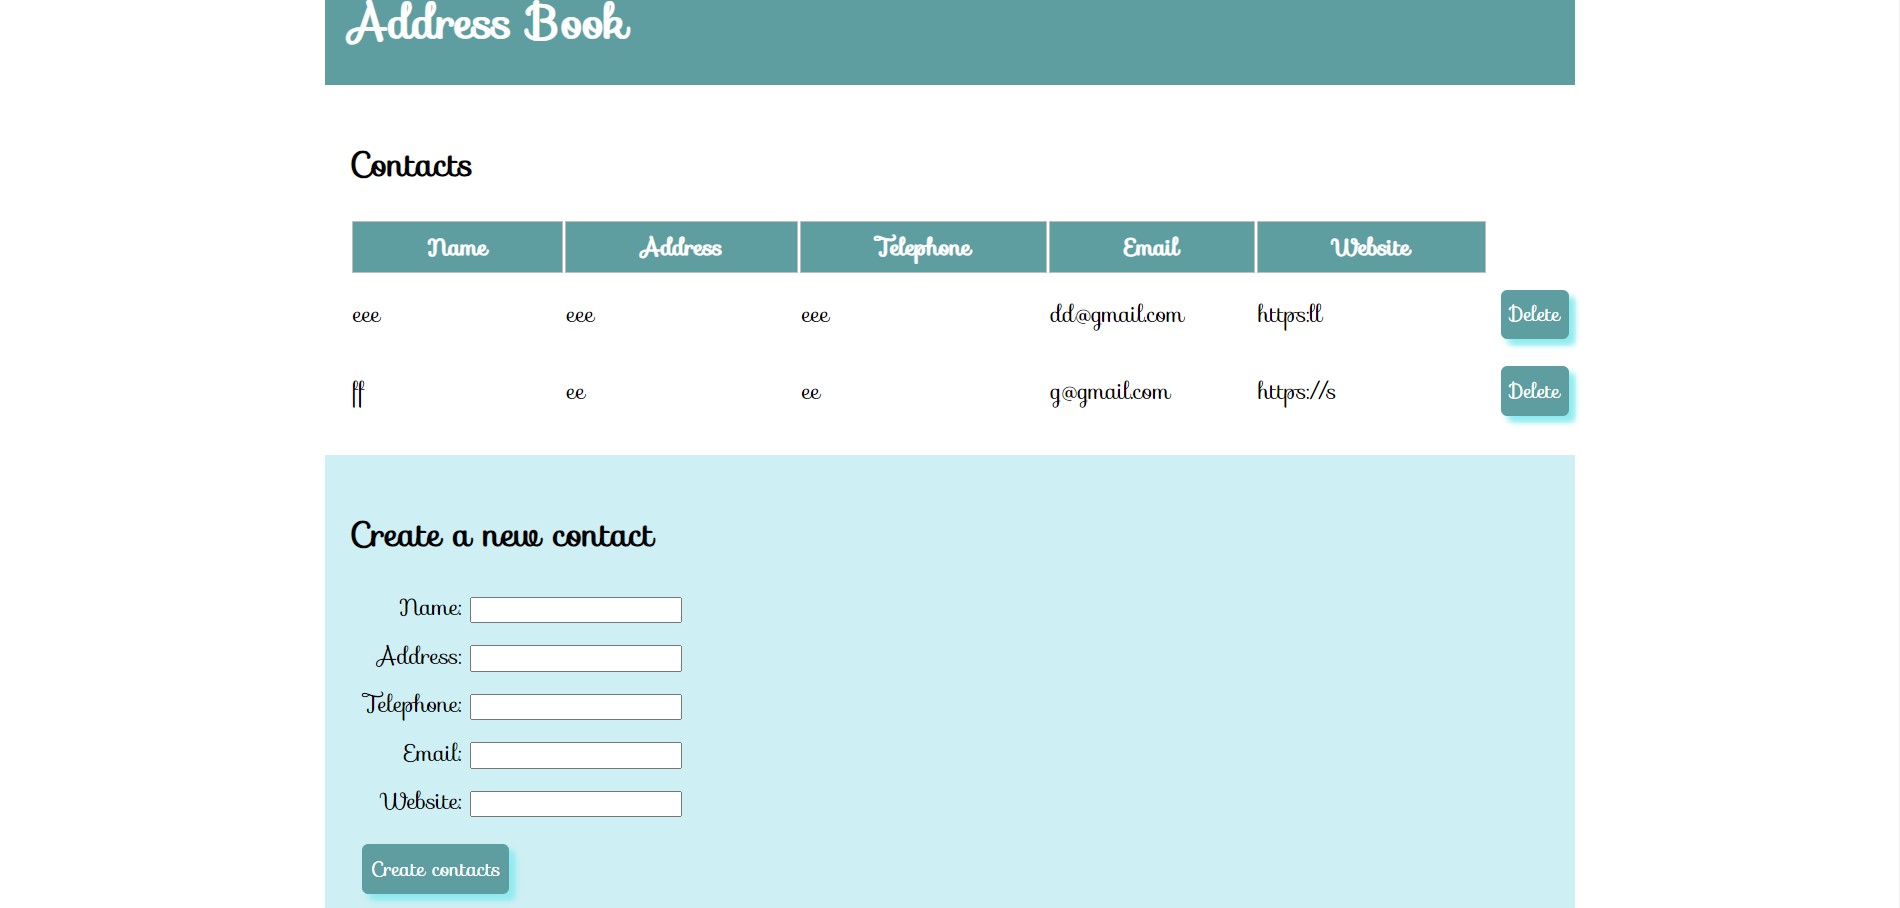 Address Book
Contacts
Name Address Telephone Email Website
eee eee eee dd@gmail.com https:ll Delete
ff ee ee g@gmail.com https://s Delete
Create a new contact
Name:
Address:
Telephone:
Email:
Website:
Create contacts